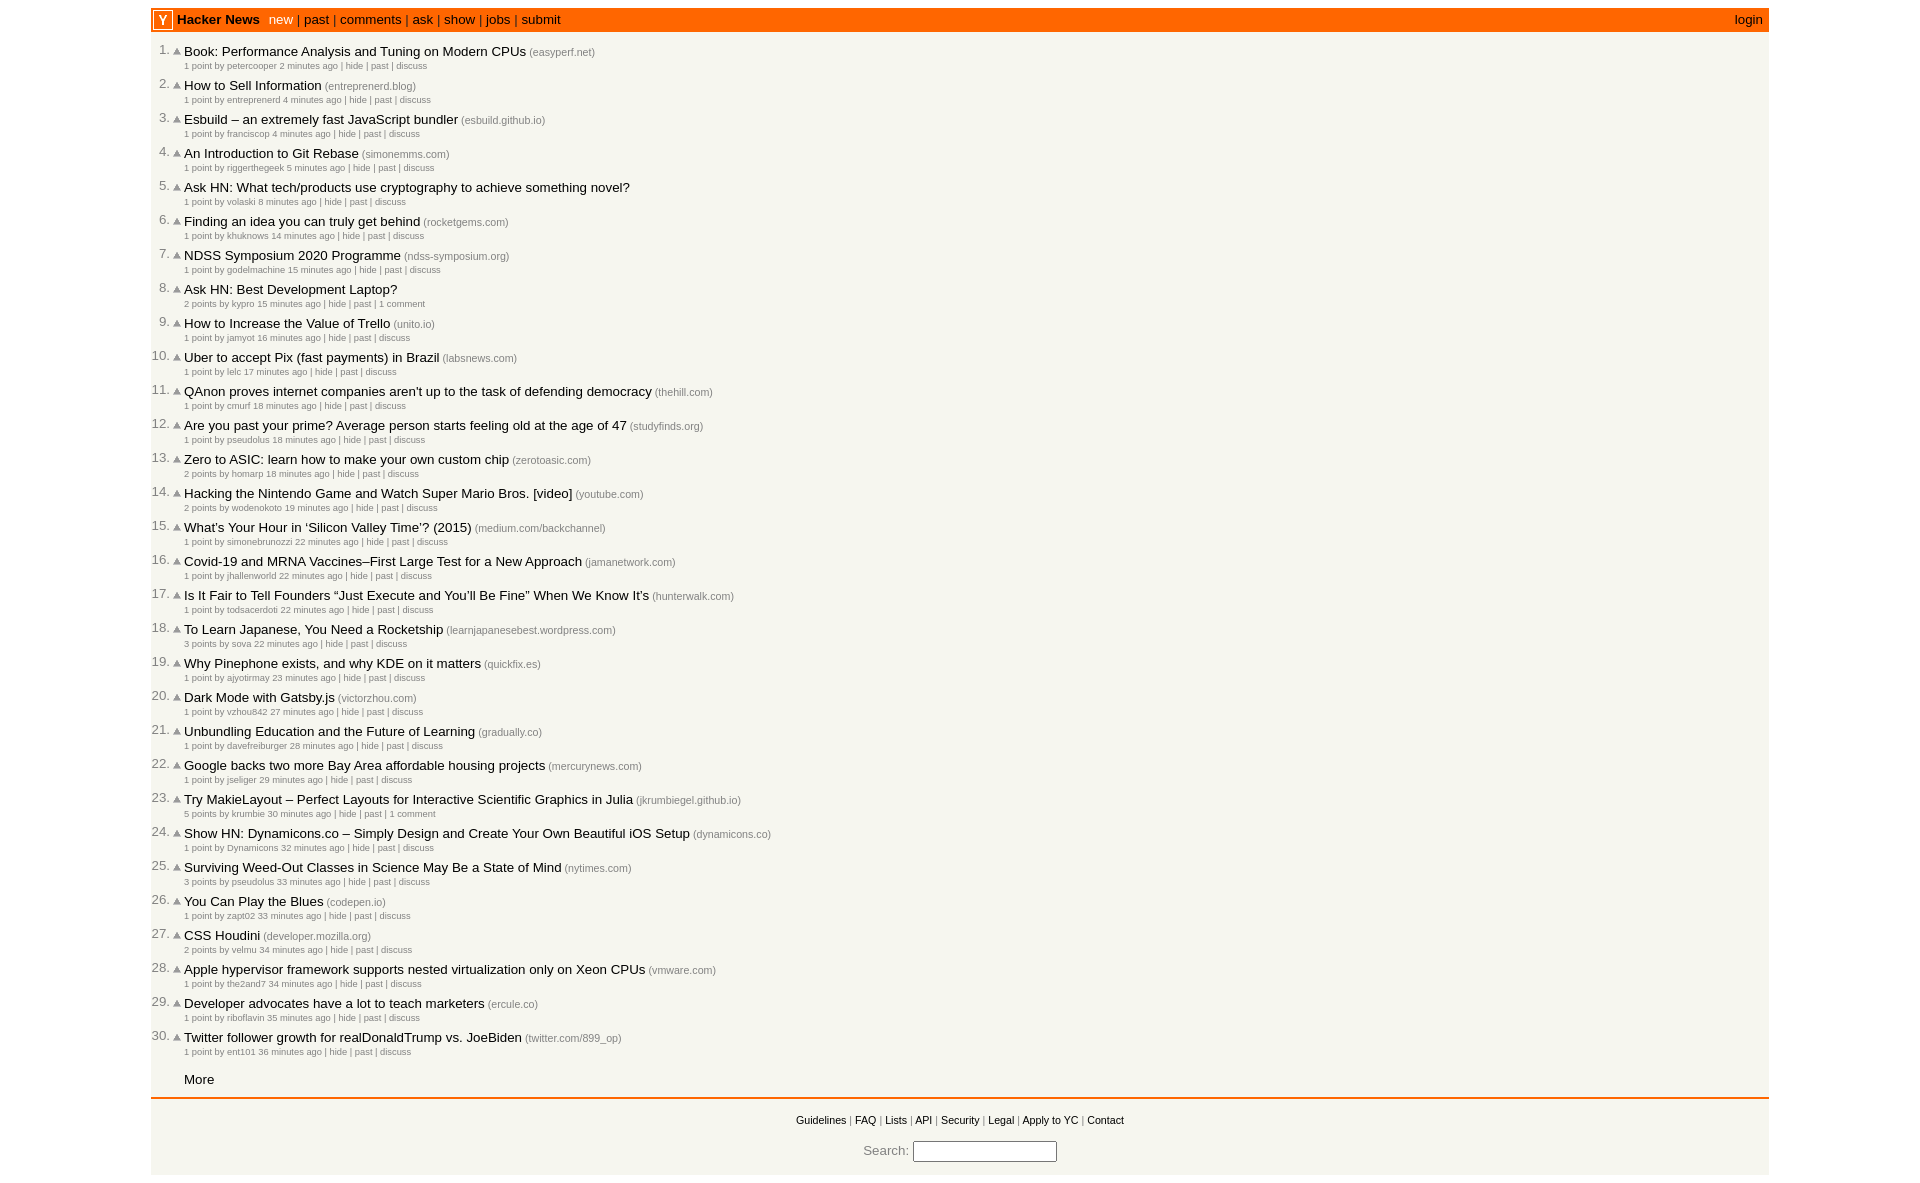 Y Hacker News new | past | comments | ask | show | jobs | submit login
1. Book: Performance Analysis and Tuning on Modern CPUs (easyperf.net)
1 point by petercooper 2 minutes ago | hide | past | discuss
2. How to Sell Information (entreprenerd.blog)
1 point by entreprenerd 4 minutes ago | hide | past | discuss
3. Esbuild – an extremely fast JavaScript bundler (esbuild.github.io)
1 point by franciscop 4 minutes ago | hide | past | discuss
4. An Introduction to Git Rebase (simonemms.com)
1 point by riggerthegeek 5 minutes ago | hide | past | discuss
5. Ask HN: What tech/products use cryptography to achieve something novel?
1 point by volaski 8 minutes ago | hide | past | discuss
6. Finding an idea you can truly get behind (rocketgems.com)
1 point by khuknows 14 minutes ago | hide | past | discuss
7. NDSS Symposium 2020 Programme (ndss-symposium.org)
1 point by godelmachine 15 minutes ago | hide | past | discuss
8. Ask HN: Best Development Laptop?
2 points by kypro 15 minutes ago | hide | past | 1 comment
9. How to Increase the Value of Trello (unito.io)
1 point by jamyot 16 minutes ago | hide | past | discuss
10. Uber to accept Pix (fast payments) in Brazil (labsnews.com)
1 point by lelc 17 minutes ago | hide | past | discuss
11. QAnon proves internet companies aren't up to the task of defending democracy (thehill.com)
1 point by cmurf 18 minutes ago | hide | past | discuss
12. Are you past your prime? Average person starts feeling old at the age of 47 (studyfinds.org)
1 point by pseudolus 18 minutes ago | hide | past | discuss
13. Zero to ASIC: learn how to make your own custom chip (zerotoasic.com)
2 points by homarp 18 minutes ago | hide | past | discuss
14. Hacking the Nintendo Game and Watch Super Mario Bros. [video] (youtube.com)
2 points by wodenokoto 19 minutes ago | hide | past | discuss
15. What’s Your Hour in ‘Silicon Valley Time’? (2015) (medium.com/backchannel)
1 point by simonebrunozzi 22 minutes ago | hide | past | discuss
16. Covid-19 and MRNA Vaccines–First Large Test for a New Approach (jamanetwork.com)
1 point by jhallenworld 22 minutes ago | hide | past | discuss
17. Is It Fair to Tell Founders “Just Execute and You’ll Be Fine” When We Know It’s (hunterwalk.com)
1 point by todsacerdoti 22 minutes ago | hide | past | discuss
18. To Learn Japanese, You Need a Rocketship (learnjapanesebest.wordpress.com)
3 points by sova 22 minutes ago | hide | past | discuss
19. Why Pinephone exists, and why KDE on it matters (quickfix.es)
1 point by ajyotirmay 23 minutes ago | hide | past | discuss
20. Dark Mode with Gatsby.js (victorzhou.com)
1 point by vzhou842 27 minutes ago | hide | past | discuss
21. Unbundling Education and the Future of Learning (gradually.co)
1 point by davefreiburger 28 minutes ago | hide | past | discuss
22. Google backs two more Bay Area affordable housing projects (mercurynews.com)
1 point by jseliger 29 minutes ago | hide | past | discuss
23. Try MakieLayout – Perfect Layouts for Interactive Scientific Graphics in Julia (jkrumbiegel.github.io)
5 points by krumbie 30 minutes ago | hide | past | 1 comment
24. Show HN: Dynamicons.co – Simply Design and Create Your Own Beautiful iOS Setup (dynamicons.co)
1 point by Dynamicons 32 minutes ago | hide | past | discuss
25. Surviving Weed-Out Classes in Science May Be a State of Mind (nytimes.com)
3 points by pseudolus 33 minutes ago | hide | past | discuss
26. You Can Play the Blues (codepen.io)
1 point by zapt02 33 minutes ago | hide | past | discuss
27. CSS Houdini (developer.mozilla.org)
2 points by velmu 34 minutes ago | hide | past | discuss
28. Apple hypervisor framework supports nested virtualization only on Xeon CPUs (vmware.com)
1 point by the2and7 34 minutes ago | hide | past | discuss
29. Developer advocates have a lot to teach marketers (ercule.co)
1 point by riboflavin 35 minutes ago | hide | past | discuss
30. Twitter follower growth for realDonaldTrump vs. JoeBiden (twitter.com/899_op)
1 point by ent101 36 minutes ago | hide | past | discuss
More
Guidelines | FAQ | Lists | API | Security | Legal | Apply to YC | Contact
Search: